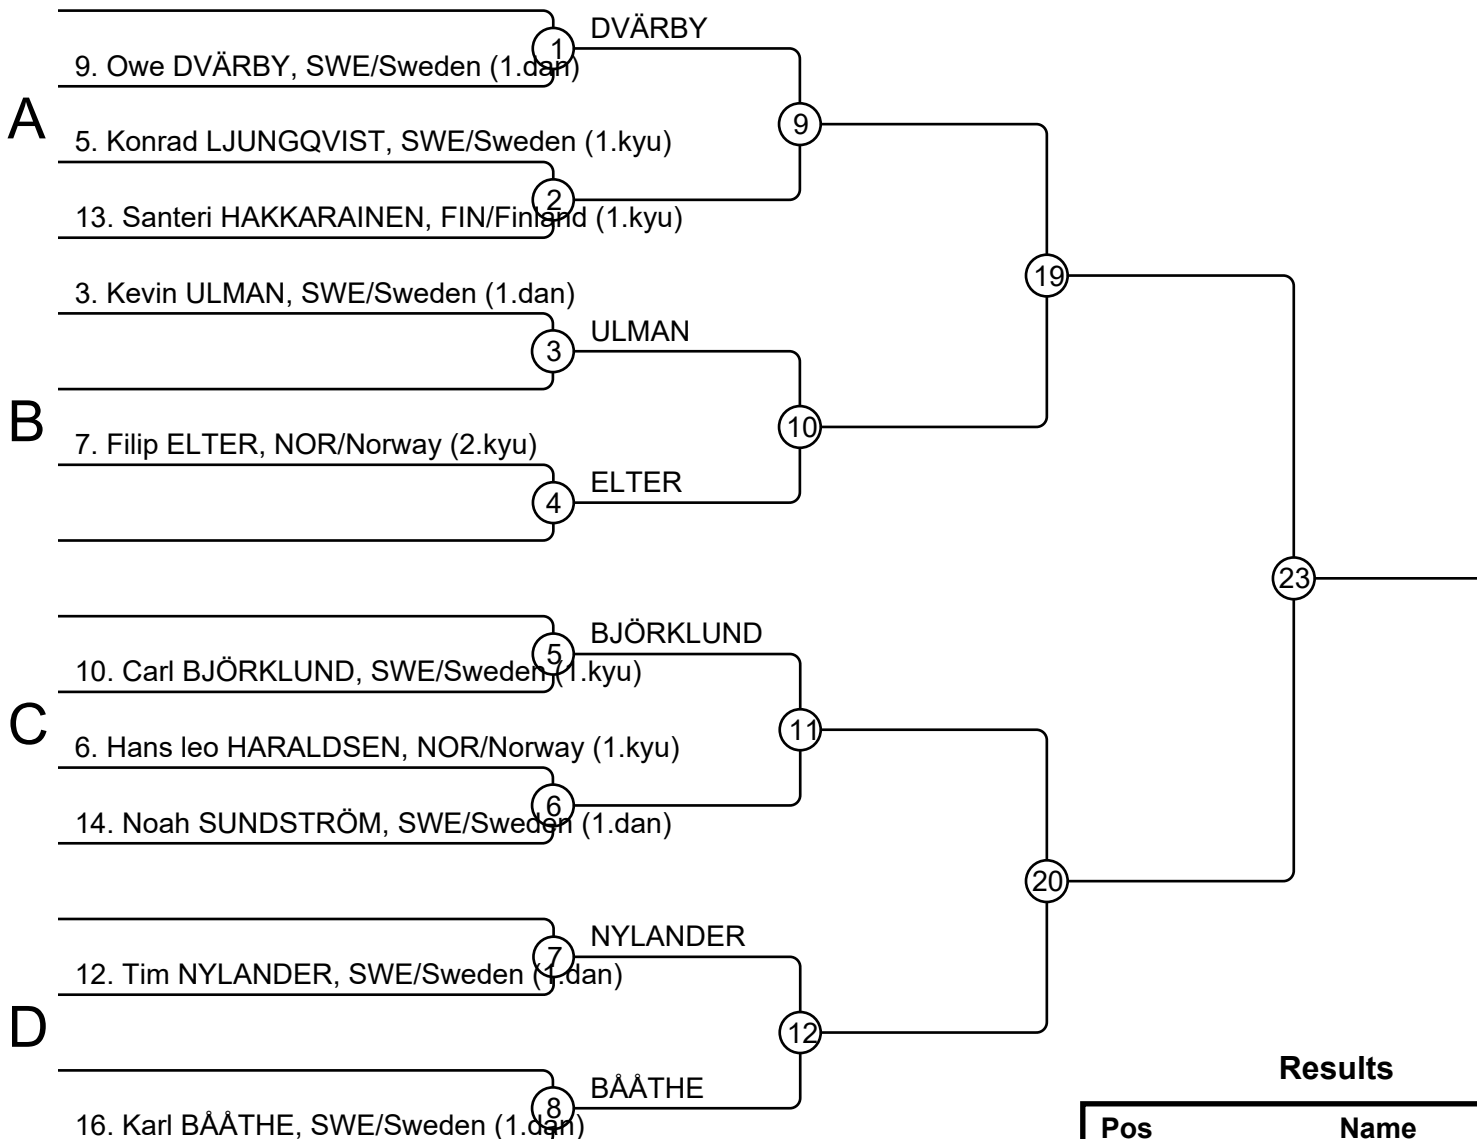 DVÄRBY
1
9. Owe DVÄRBY, SWE/Sweden (1.dan)
A
9
5. Konrad LJUNGQVIST, SWE/Sweden (1.kyu)
2
13. Santeri HAKKARAINEN, FIN/Finland (1.kyu)
19
3. Kevin ULMAN, SWE/Sweden (1.dan)
ULMAN
3
B
10
7. Filip ELTER, NOR/Norway (2.kyu)
ELTER
4
23
BJÖRKLUND
5
10. Carl BJÖRKLUND, SWE/Sweden (1.kyu)
C
11
6. Hans leo HARALDSEN, NOR/Norway (1.kyu)
6
14. Noah SUNDSTRÖM, SWE/Sweden (1.dan)
20
NYLANDER
7
12. Tim NYLANDER, SWE/Sweden (1.dan)
D
12
BÅÅTHE
8
16. Karl BÅÅTHE, SWE/Sweden (1.dan)
Results
Pos Name